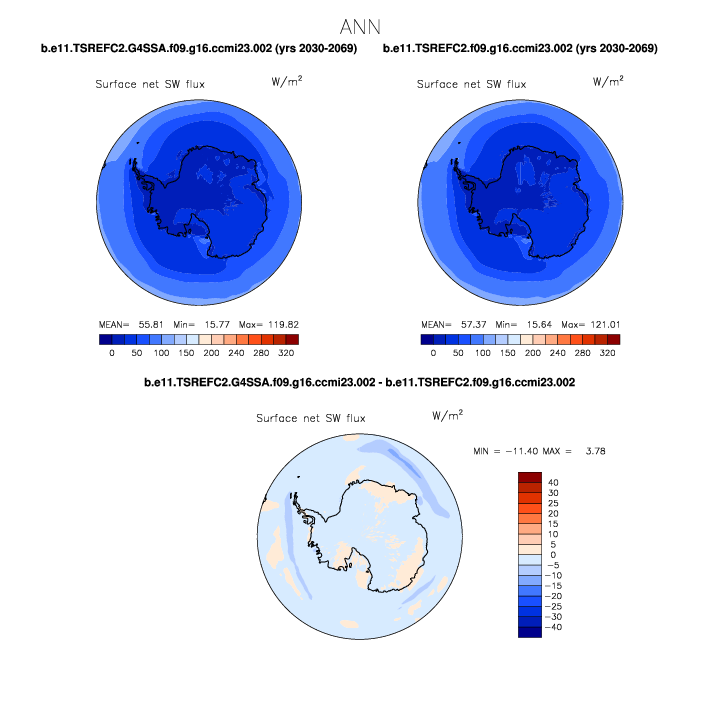 ANN
b.e11.TSREFC2.G4SSA.f09.g16.ccmi23.002 (yrs 2030-2069) b.e11.TSREFC2.f09.g16.ccmi23.002 (yrs 2030-2069)
Surface net SW flux W/m² Surface net SW flux W/m²
MEAN= 55.81 Min= 15.77 Max= 119.82 MEAN= 57.37 Min= 15.64 Max= 121.01
0 50 100 150 200 240 280 320 0 50 100 150 200 240 280 320
b.e11.TSREFC2.G4SSA.f09.g16.ccmi23.002 - b.e11.TSREFC2.f09.g16.ccmi23.002
Surface net SW flux W/m²
MIN = -11.40 MAX = 3.78
40
30
25
20
15
10
5
0
-5
-10
-15
-20
-25
-30
-40